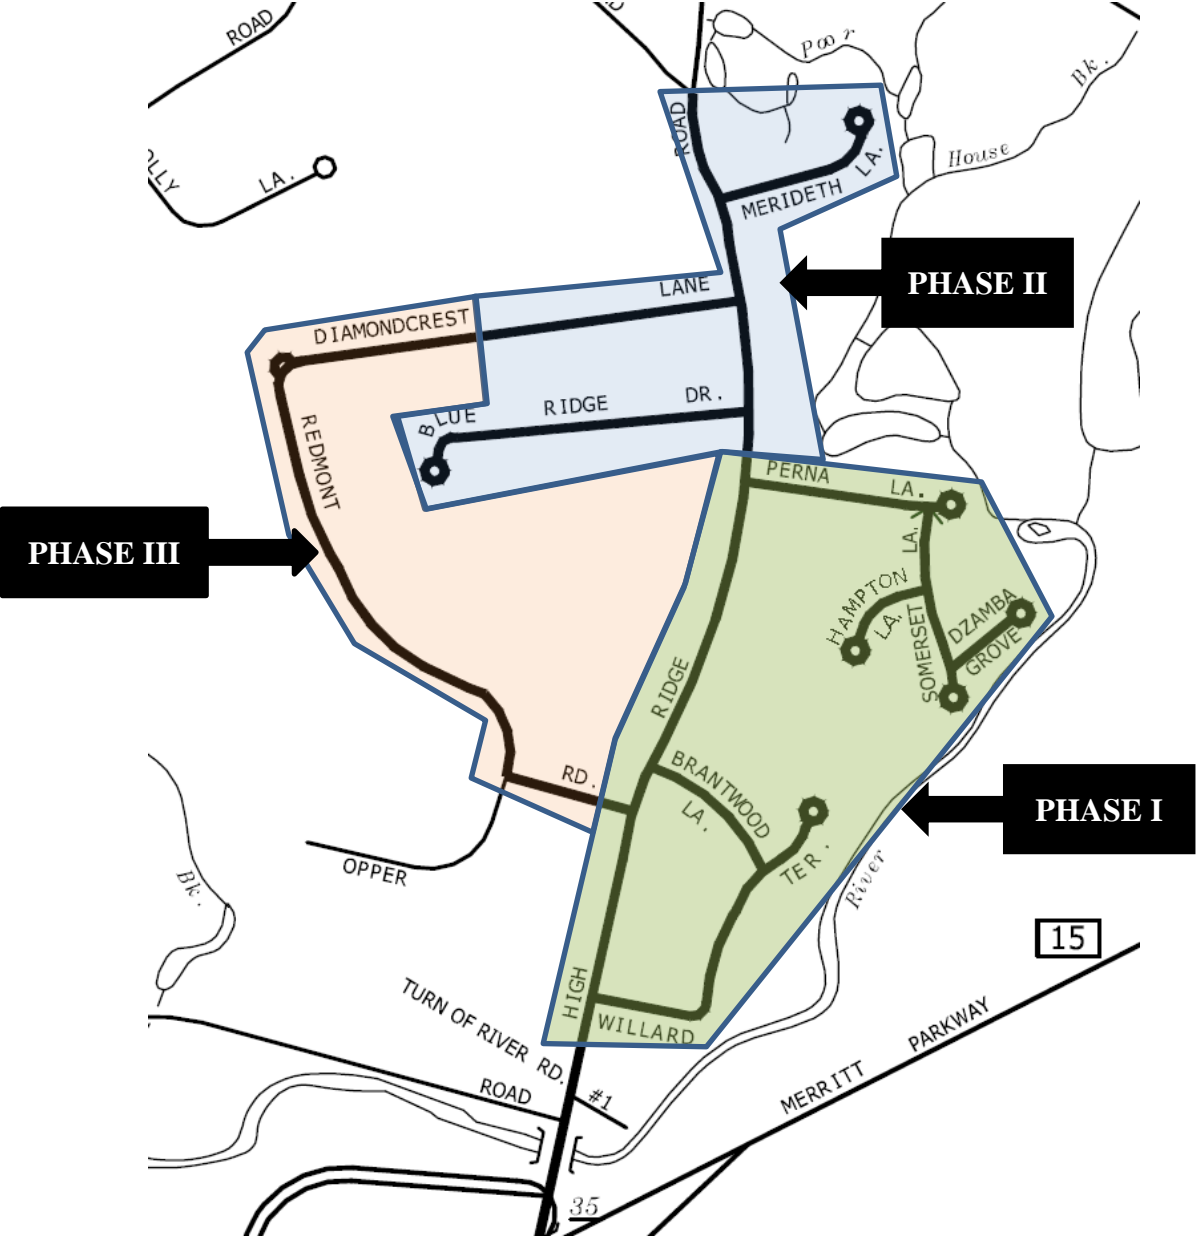 ROAD
Poor
Bk.
ROAD
OLLY
LA.
House
LA.
MERIDETH
PHASE II
LANE
DIAMONDCREST
BLUE RIDGE DR.
REDMONT
PERNA LA.
LA.
PHASE III
HAMPTON
LA.
SOMERSET
DZAMBA
GROVE
RIDGE
BRANTWOOD
LA.
RD.
PHASE I
TER.
OPPER
River
Bk.
15
HIGH
WILLARD
TURN OF RIVER RD.
PARKWAY
MERRITT
ROAD
#1
35